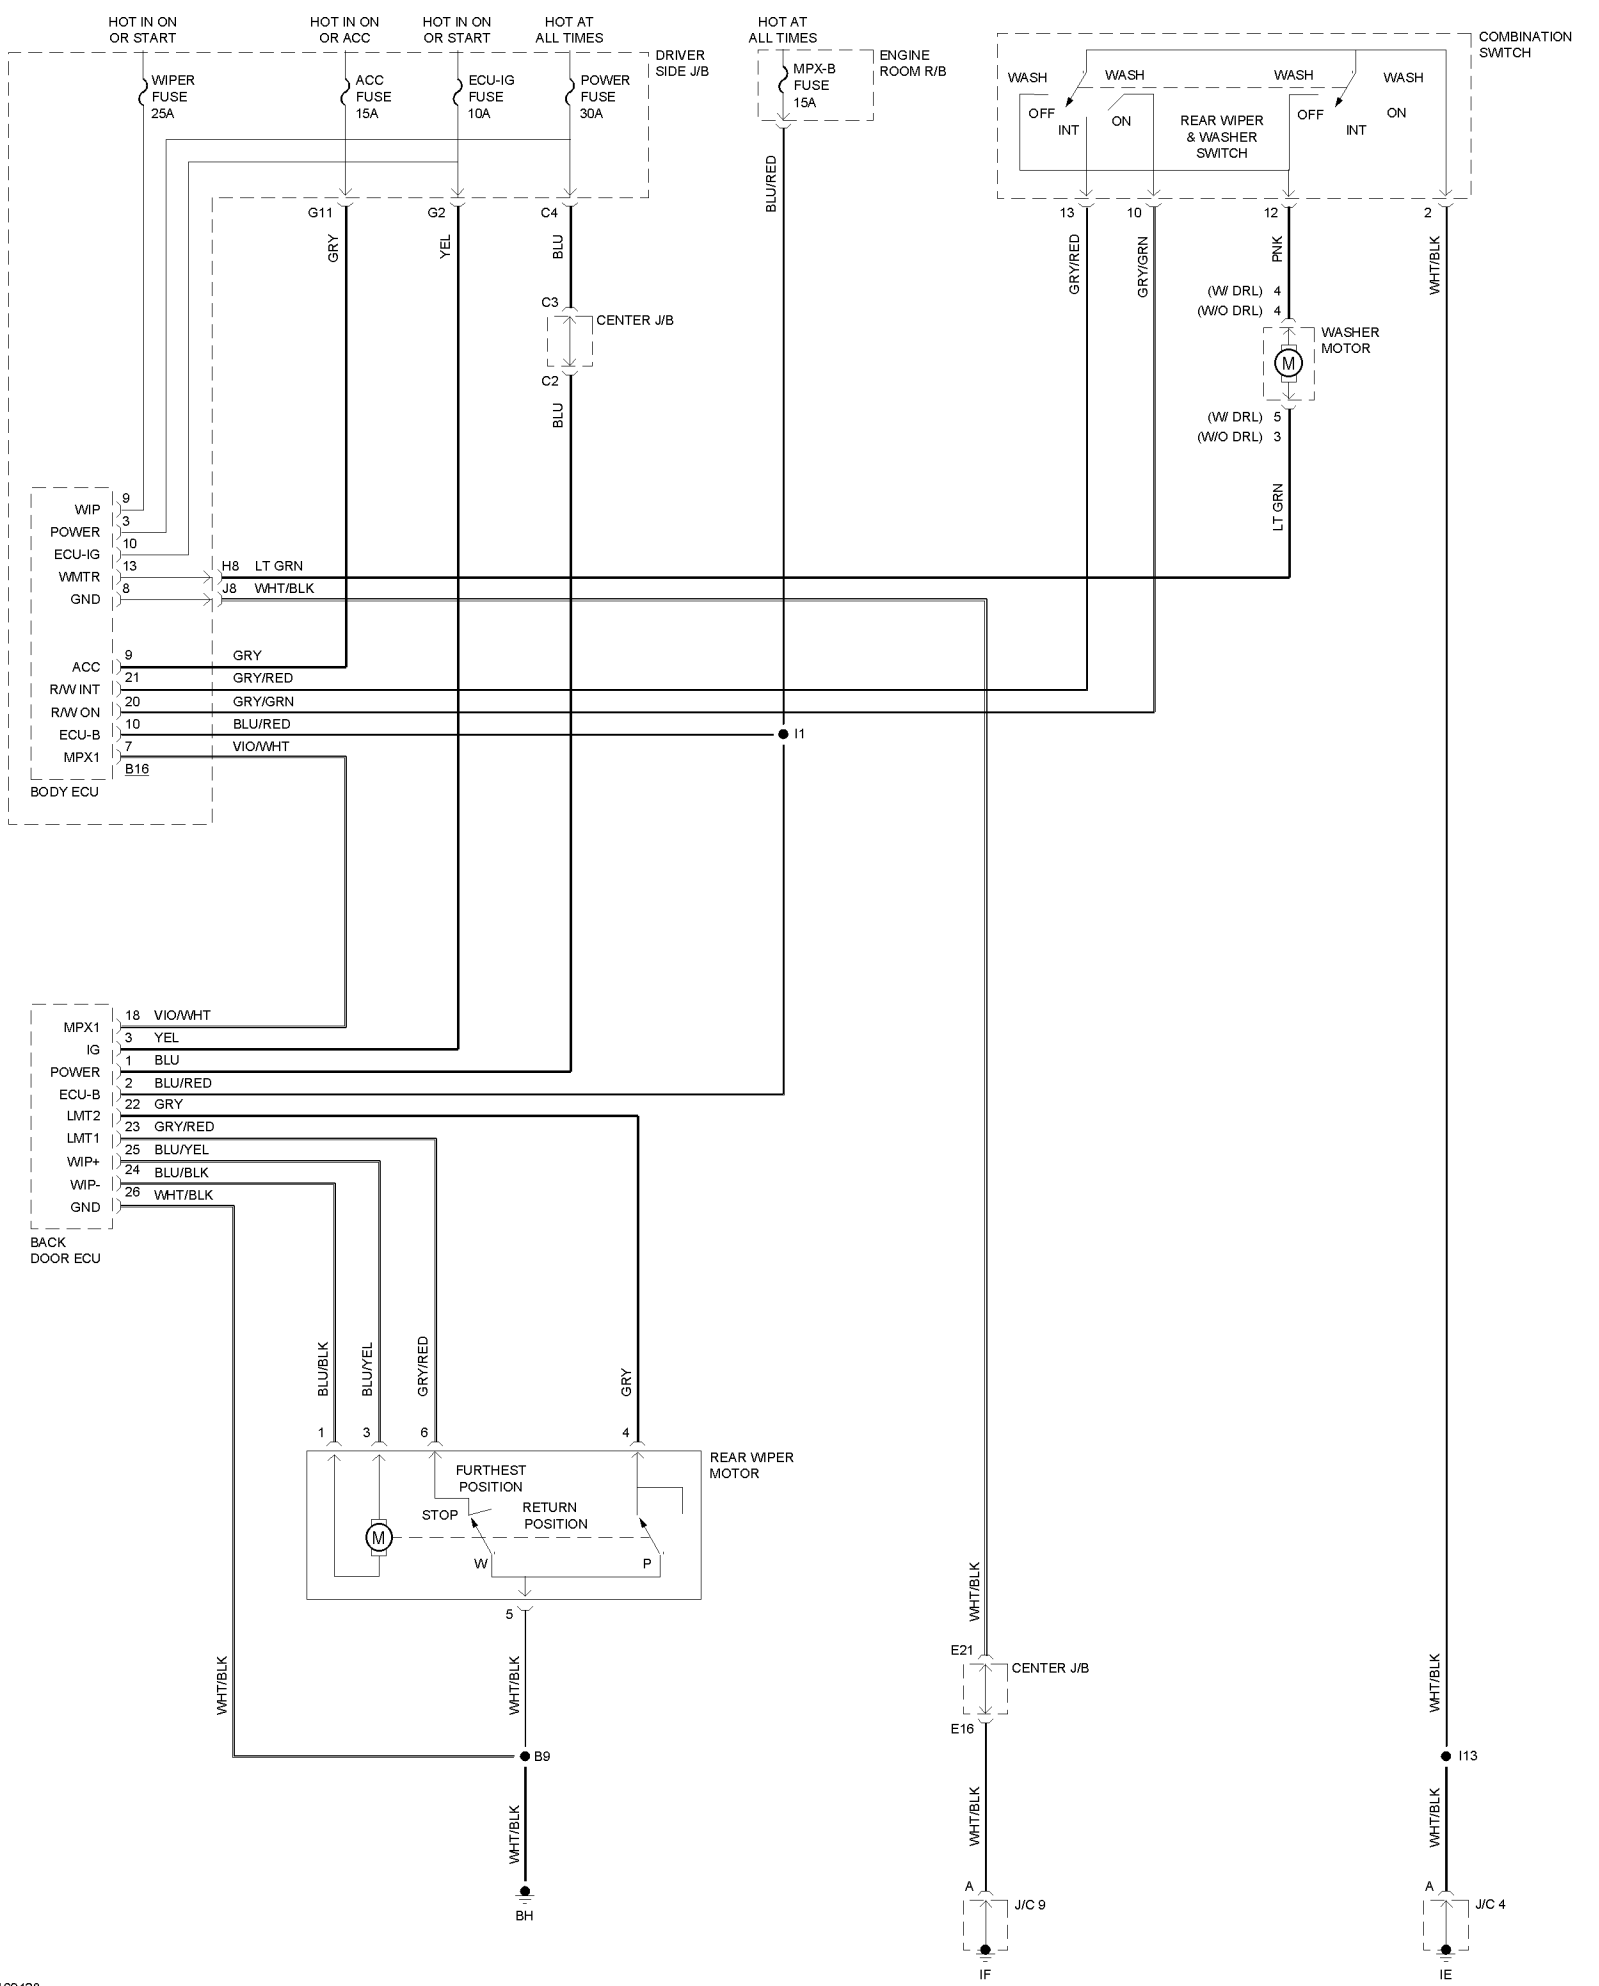 HOT IN ON
OR START
HOT IN ON
OR ACC
HOT IN ON
OR START
HOT AT
ALL TIMES
HOT AT
ALL TIMES
WIPER
FUSE
25A
ACC
FUSE
15A
ECU-IG
FUSE
10A
POWER
FUSE
30A
DRIVER
SIDE J/B
MPX-B
FUSE
15A
ENGINE
ROOM R/B
COMBINATION
SWITCH
WASH
WASH
WASH
WASH
OFF
INT
ON
REAR WIPER
& WASHER
SWITCH
OFF
INT
ON
G11
G2
C4
13
10
12
2
GRY
YEL
BLU
BLU/RED
GRY/RED
GRY/GRN
PNK
WHT/BLK
C3
CENTER J/B
C2
BLU
(W/ DRL) 4
(W/O DRL) 4
WASHER
MOTOR
M
(W/ DRL) 5
(W/O DRL) 3
LT GRN
WIP 9
POWER 3
ECU-IG 10
WMTR 13 H8 LT GRN
GND 8 J8 WHT/BLK
ACC 9 GRY
R/W INT 21 GRY/RED
R/W ON 20 GRY/GRN
ECU-B 10 BLU/RED
I1
MPX1 7 VIO/WHT
B16
BODY ECU
MPX1 18 VIO/WHT
IG 3 YEL
POWER 1 BLU
ECU-B 2 BLU/RED
LMT2 22 GRY
LMT1 23 GRY/RED
WIP+ 25 BLU/YEL
WIP- 24 BLU/BLK
GND 26 WHT/BLK
BACK
DOOR ECU
BLU/BLK
BLU/YEL
GRY/RED
GRY
1
3
6
4
REAR WIPER
MOTOR
FURTHEST
POSITION
STOP
RETURN
POSITION
M
W
P
5
WHT/BLK
WHT/BLK
WHT/BLK
E21
CENTER J/B
E16
WHT/BLK
B9
I13
WHT/BLK
WHT/BLK
WHT/BLK
BH
A
J/C 9
IF
A
J/C 4
IE